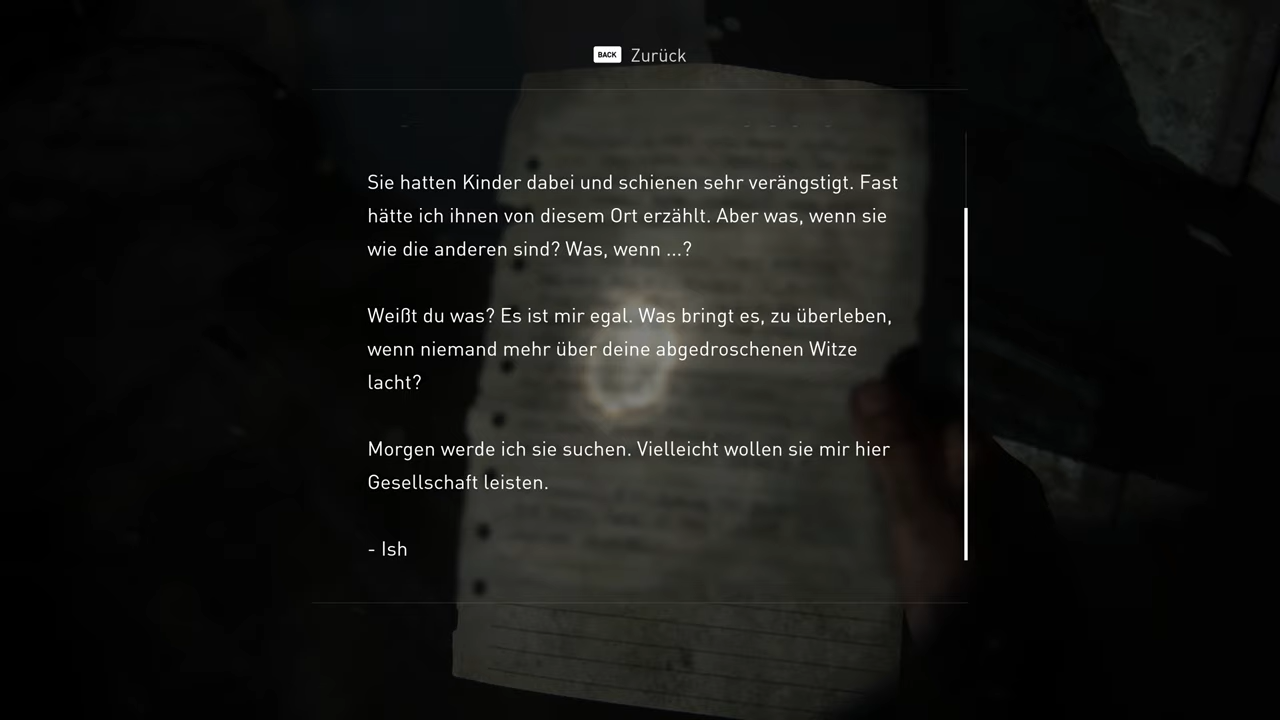 BACK Zurück
Sie hatten Kinder dabei und schienen sehr verängstigt. Fast
hätte ich ihnen von diesem Ort erzählt. Aber was, wenn sie
wie die anderen sind? Was, wenn ...?
Weißt du was? Es ist mir egal. Was bringt es, zu überleben,
wenn niemand mehr über deine abgedroschenen Witze
lacht?
Morgen werde ich sie suchen. Vielleicht wollen sie mir hier
Gesellschaft leisten.
- Ish